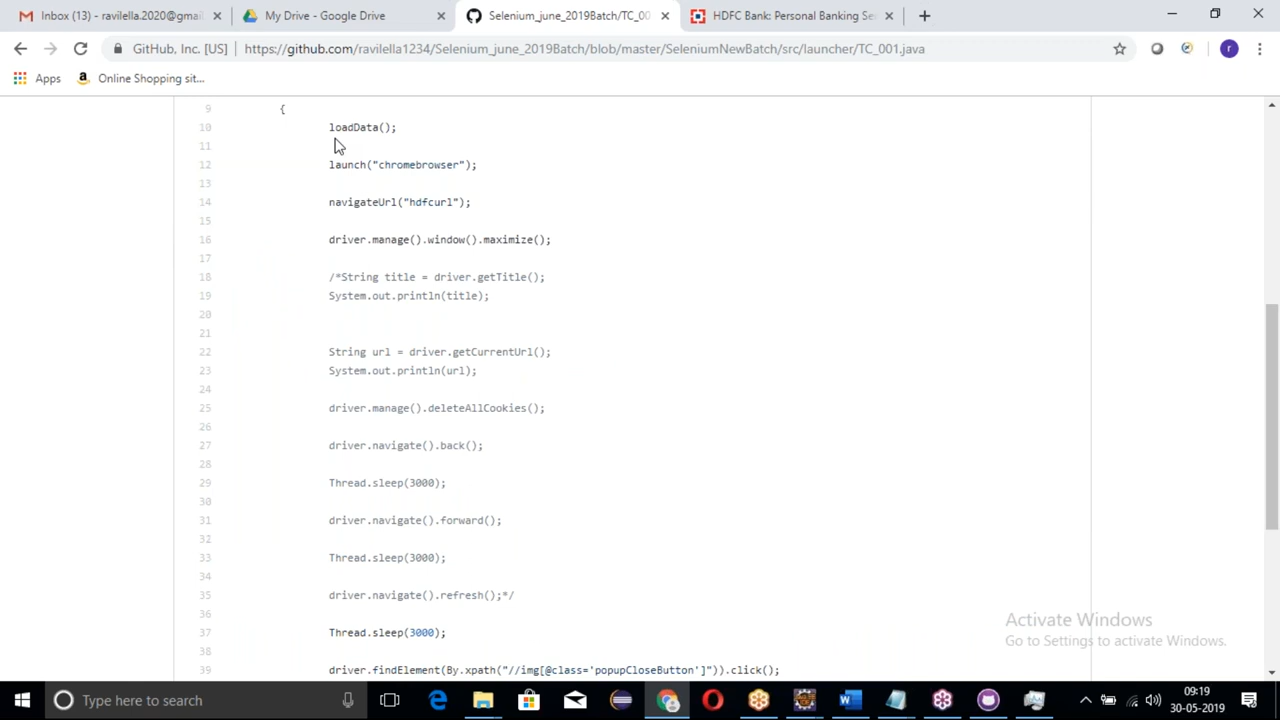 Inbox (13) - ravilella.2020@gmai
My Drive - Google Drive
Selenium_june_2019Batch/TC_00
HDFC Bank: Personal Banking Se
GitHub, Inc. [US]
https://github.com/ravilella1234/Selenium_june_2019Batch/blob/master/SeleniumNewBatch/src/launcher/TC_001.java
r
Apps
Online Shopping sit...
9 {
10 loadData();
11
12 launch("chromebrowser");
13
14 navigateUrl("hdfcurl");
15
16 driver.manage().window().maximize();
17
18 /*String title = driver.getTitle();
19 System.out.println(title);
20
21
22 String url = driver.getCurrentUrl();
23 System.out.println(url);
24
25 driver.manage().deleteAllCookies();
26
27 driver.navigate().back();
28
29 Thread.sleep(3000);
30
31 driver.navigate().forward();
32
33 Thread.sleep(3000);
34
35 driver.navigate().refresh();*/
36
37 Thread.sleep(3000);
38
39 driver.findElement(By.xpath("//img[@class='popupCloseButton']")).click();
Activate Windows
Go to Settings to activate Windows.
Type here to search
09:19
30-05-2019